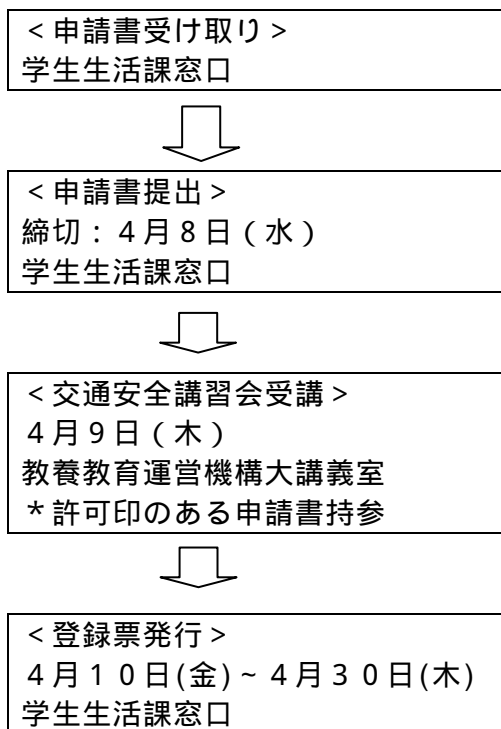 ＜申請書受け取り＞
学生生活課窓口
＜申請書提出＞
締切：４月８日（水）
学生生活課窓口
＜交通安全講習会受講＞
４月９日（木）
教養教育運営機構大講義室
＊許可印のある申請書持参
＜登録票発行＞
４月１０日(金)～４月３０日(木)
学生生活課窓口